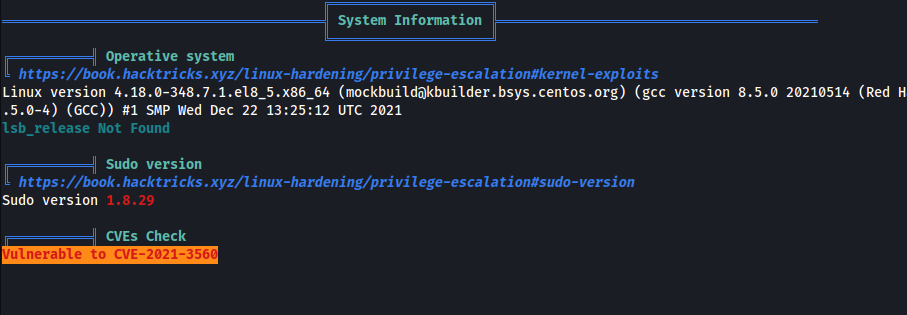 System Information
Operative system
https://book.hacktricks.xyz/linux-hardening/privilege-escalation#kernel-exploits
Linux version 4.18.0-348.7.1.el8_5.x86_64 (mockbuild@kbuilder.bsys.centos.org) (gcc version 8.5.0 20210514 (Red H
.5.0-4) (GCC)) #1 SMP Wed Dec 22 13:25:12 UTC 2021
lsb_release Not Found
Sudo version
https://book.hacktricks.xyz/linux-hardening/privilege-escalation#sudo-version
Sudo version 1.8.29
CVEs Check
Vulnerable to CVE-2021-3560